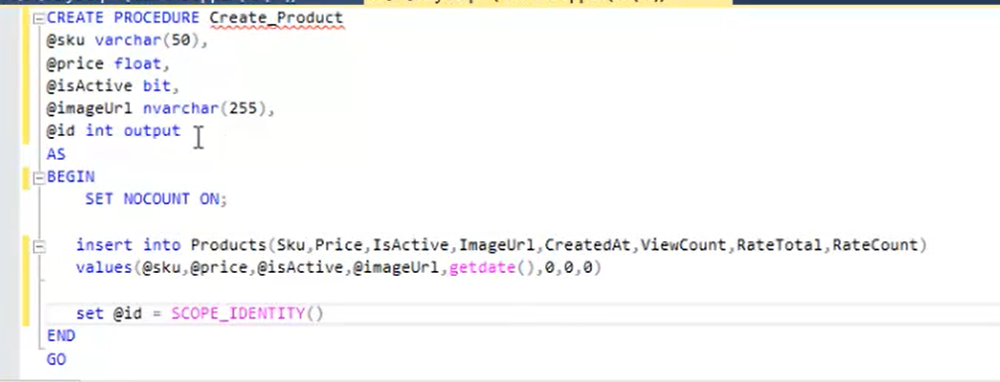 CREATE PROCEDURE Create_Product
@sku varchar(50),
@price float,
@isActive bit,
@imageUrl nvarchar(255),
@id int output
AS
BEGIN
SET NOCOUNT ON;
insert into Products(Sku,Price,IsActive,ImageUrl,CreatedAt,ViewCount,RateTotal,RateCount)
values(@sku,@price,@isActive,@imageUrl,getdate(),0,0,0)
set @id = SCOPE_IDENTITY()
END
GO